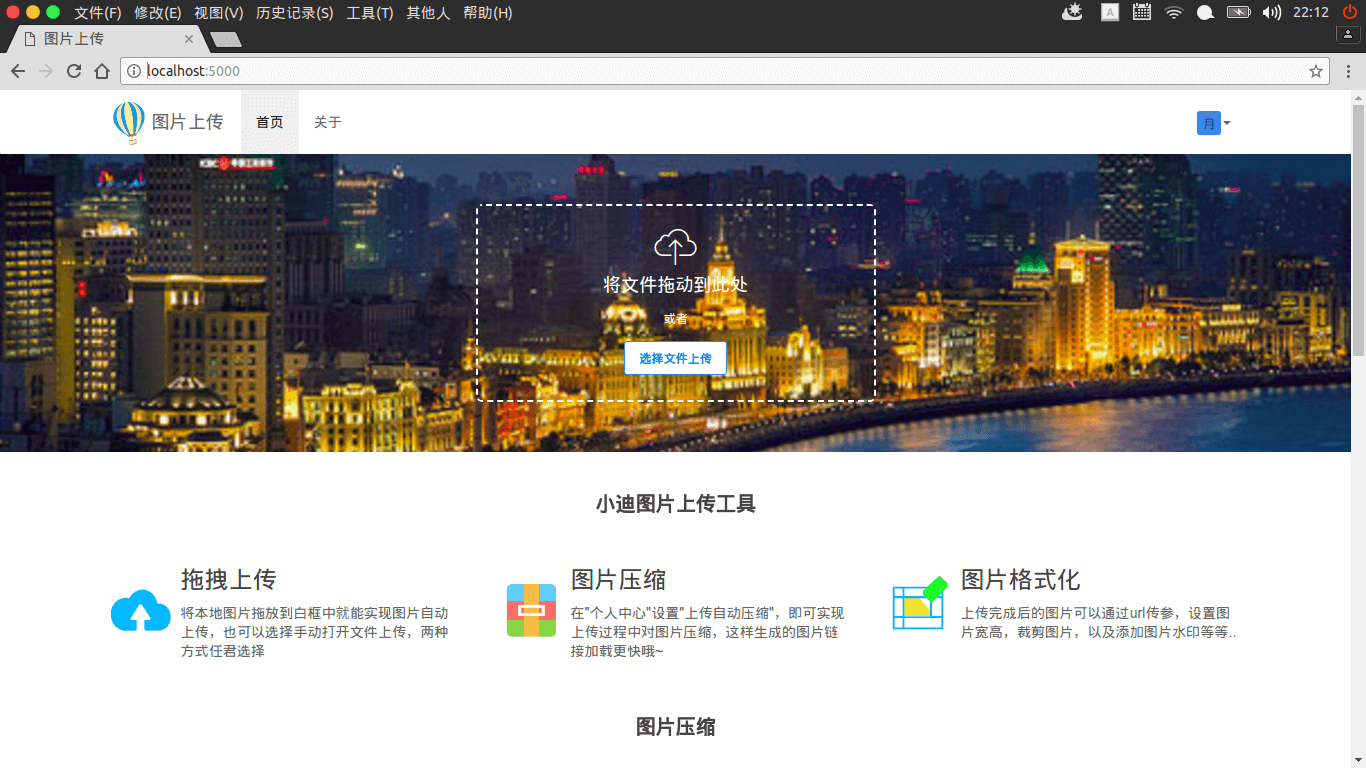 文件(F) 修改(E) 视图(V) 历史记录(S) 工具(T) 其他人 帮助(H)
A
22:12
图片上传
localhost:5000
图片上传 首页 关于
月
将文件拖动到此处
或者
选择文件上传
小迪图片上传工具
拖拽上传
将本地图片拖放到白框中就能实现图片自动
上传，也可以选择手动打开文件上传，两种
方式任君选择
图片压缩
在"个人中心"设置"上传自动压缩"，即可实现
上传过程中对图片压缩，这样生成的图片链
接加载更快哦~
图片格式化
上传完成后的图片可以通过url传参，设置图
片宽高，裁剪图片，以及添加图片水印等等..
图片压缩